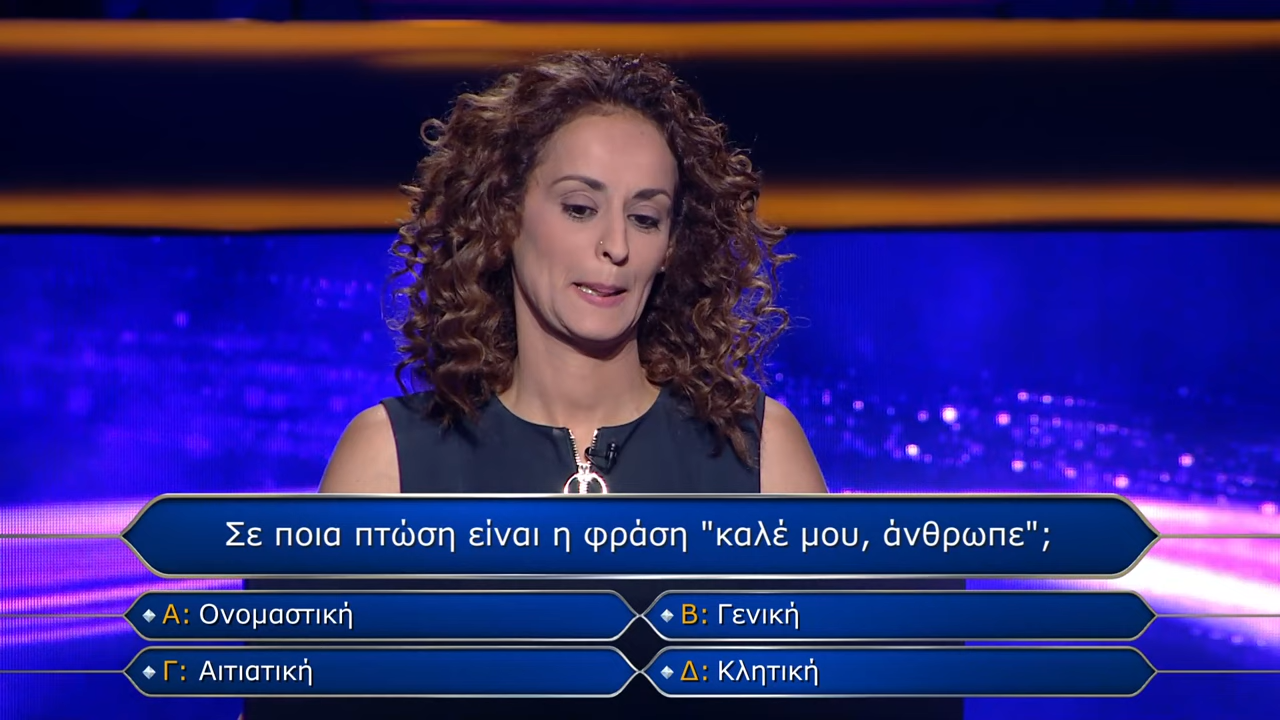 Σε ποια πτώση είναι η φράση "καλέ μου, άνθρωπε";
Α: Ονομαστική
Β: Γενική
Γ: Αιτιατική
Δ: Κλητική